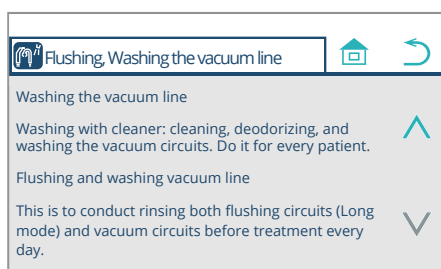 Flushing, Washing the vacuum line
Washing the vacuum line
Washing with cleaner: cleaning, deodorizing, and
washing the vacuum circuits. Do it for every patient.
Flushing and washing vacuum line
This is to conduct rinsing both flushing circuits (Long
mode) and vacuum circuits before treatment every
day.